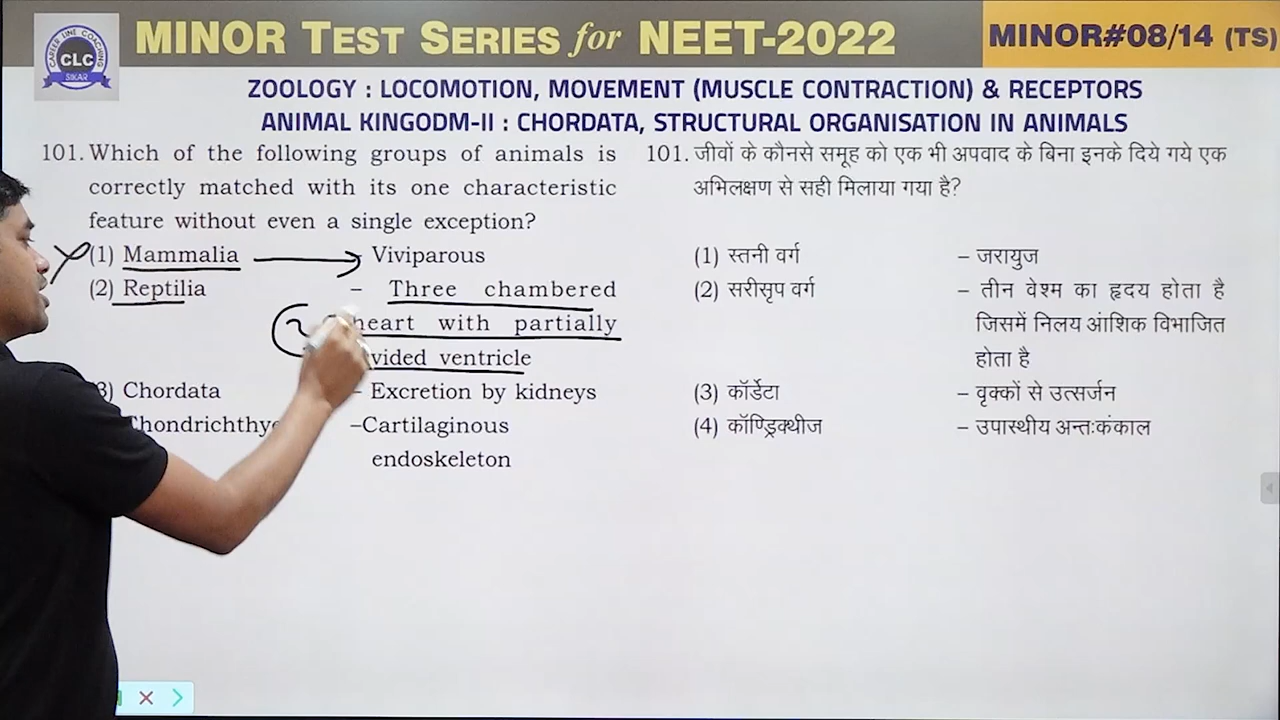 CAREER LINE COACHING
CLC
SIKAR
MINOR TEST SERIES for NEET-2022
MINOR#08/14 (TS)
ZOOLOGY : LOCOMOTION, MOVEMENT (MUSCLE CONTRACTION) & RECEPTORS
ANIMAL KINGODM-II : CHORDATA, STRUCTURAL ORGANISATION IN ANIMALS
101. Which of the following groups of animals is
correctly matched with its one characteristic
feature without even a single exception?
(1) Mammalia – Viviparous
(2) Reptilia – Three chambered
heart with partially
vided ventricle
3) Chordata – Excretion by kidneys
Chondrichthye –Cartilaginous
endoskeleton
101. जीवों के कौनसे समूह को एक भी अपवाद के बिना इनके दिये गये एक
अभिलक्षण से सही मिलाया गया है?
(1) स्तनी वर्ग – जरायुज
(2) सरीसृप वर्ग – तीन वेश्म का हृदय होता है
जिसमें निलय आंशिक विभाजित
होता है
(3) कॉर्डेटा – वृक्कों से उत्सर्जन
(4) कॉण्ड्रिक्थीज – उपास्थीय अन्तःकंकाल